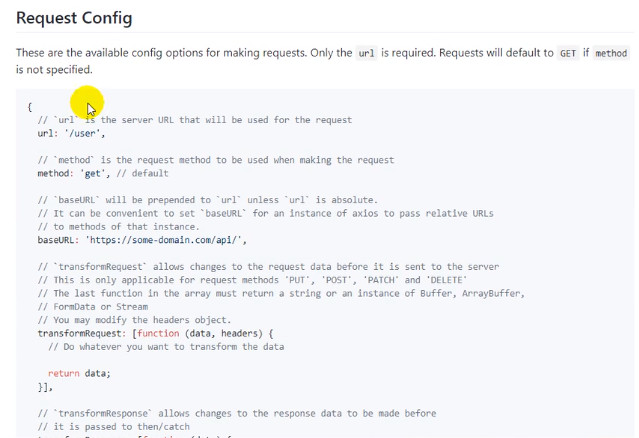 Request Config
These are the available config options for making requests. Only the url is required. Requests will default to GET if method
is not specified.
{
// `url` is the server URL that will be used for the request
url: '/user',
// `method` is the request method to be used when making the request
method: 'get', // default
// `baseURL` will be prepended to `url` unless `url` is absolute.
// It can be convenient to set `baseURL` for an instance of axios to pass relative URLs
// to methods of that instance.
baseURL: 'https://some-domain.com/api/',
// `transformRequest` allows changes to the request data before it is sent to the server
// This is only applicable for request methods 'PUT', 'POST', 'PATCH' and 'DELETE'
// The last function in the array must return a string or an instance of Buffer, ArrayBuffer,
// FormData or Stream
// You may modify the headers object.
transformRequest: [function (data, headers) {
// Do whatever you want to transform the data
return data;
}],
// `transformResponse` allows changes to the response data to be made before
// it is passed to then/catch